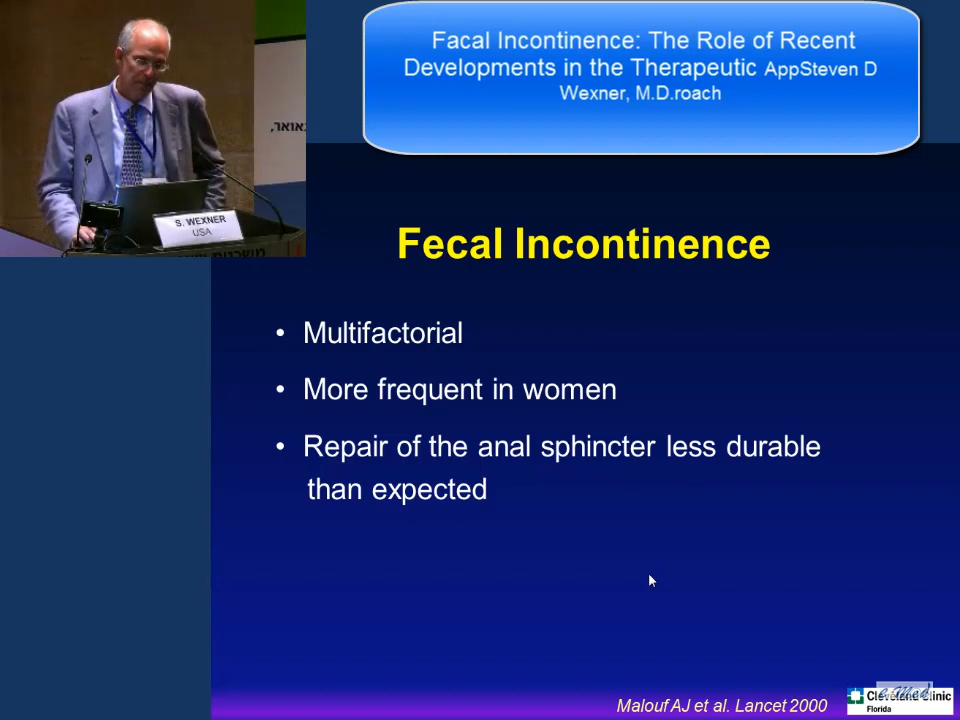 Facal Incontinence: The Role of Recent
Developments in the Therapeutic AppSteven D
Wexner, M.D.roach
S. WEXNER
USA
Fecal Incontinence
• Multifactorial
• More frequent in women
• Repair of the anal sphincter less durable
than expected
Malouf AJ et al. Lancet 2000
e-Med
Cleveland Clinic
Florida